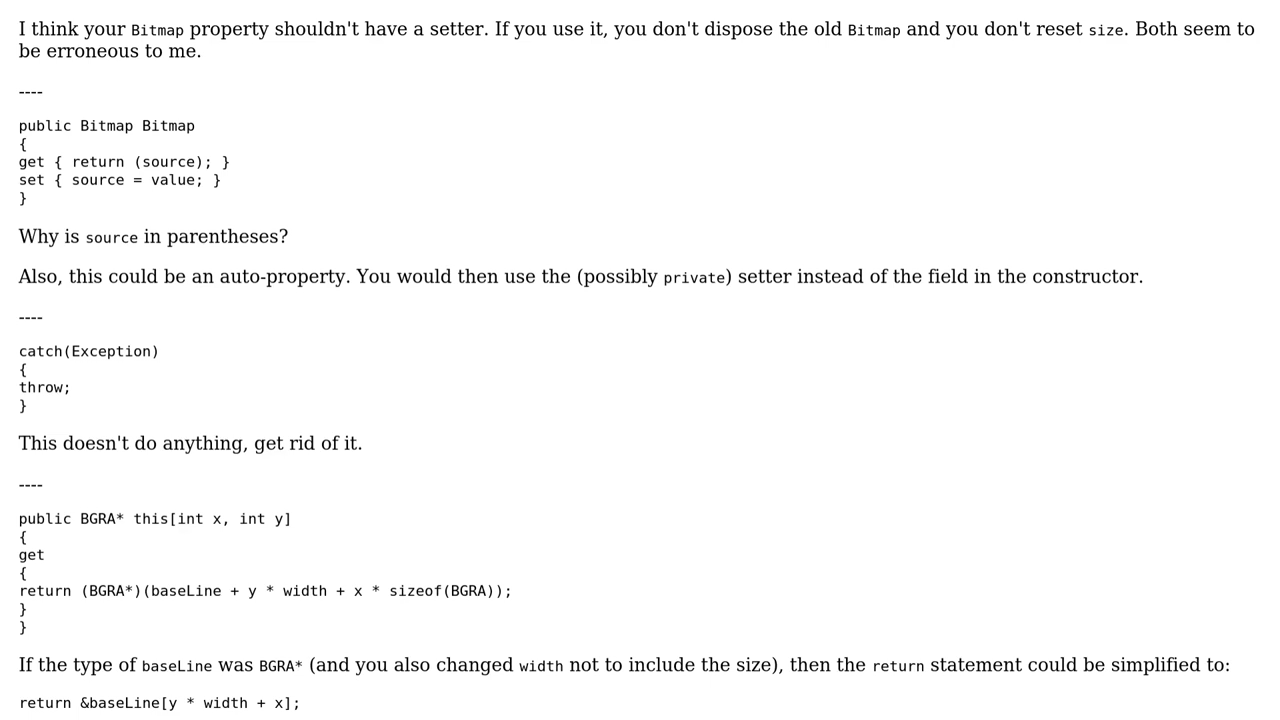 I think your Bitmap property shouldn't have a setter. If you use it, you don't dispose the old Bitmap and you don't reset size. Both seem to
be erroneous to me.
----
public Bitmap Bitmap
{
get { return (source); }
set { source = value; }
}
Why is source in parentheses?
Also, this could be an auto-property. You would then use the (possibly private) setter instead of the field in the constructor.
----
catch(Exception)
{
throw;
}
This doesn't do anything, get rid of it.
----
public BGRA* this[int x, int y]
{
get
{
return (BGRA*)(baseLine + y * width + x * sizeof(BGRA));
}
}
If the type of baseLine was BGRA* (and you also changed width not to include the size), then the return statement could be simplified to:
return &baseLine[y * width + x];